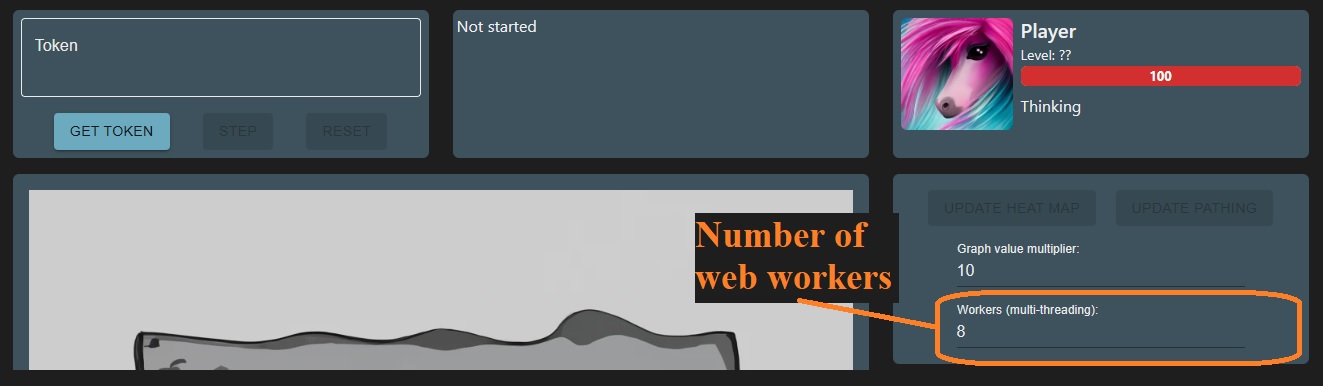 Token
GET TOKEN
STEP
RESET
Not started
Player
Level: ??
100
Thinking
UPDATE HEAT MAP
UPDATE PATHING
Graph value multiplier:
10
Workers (multi-threading):
8
Number of
web workers